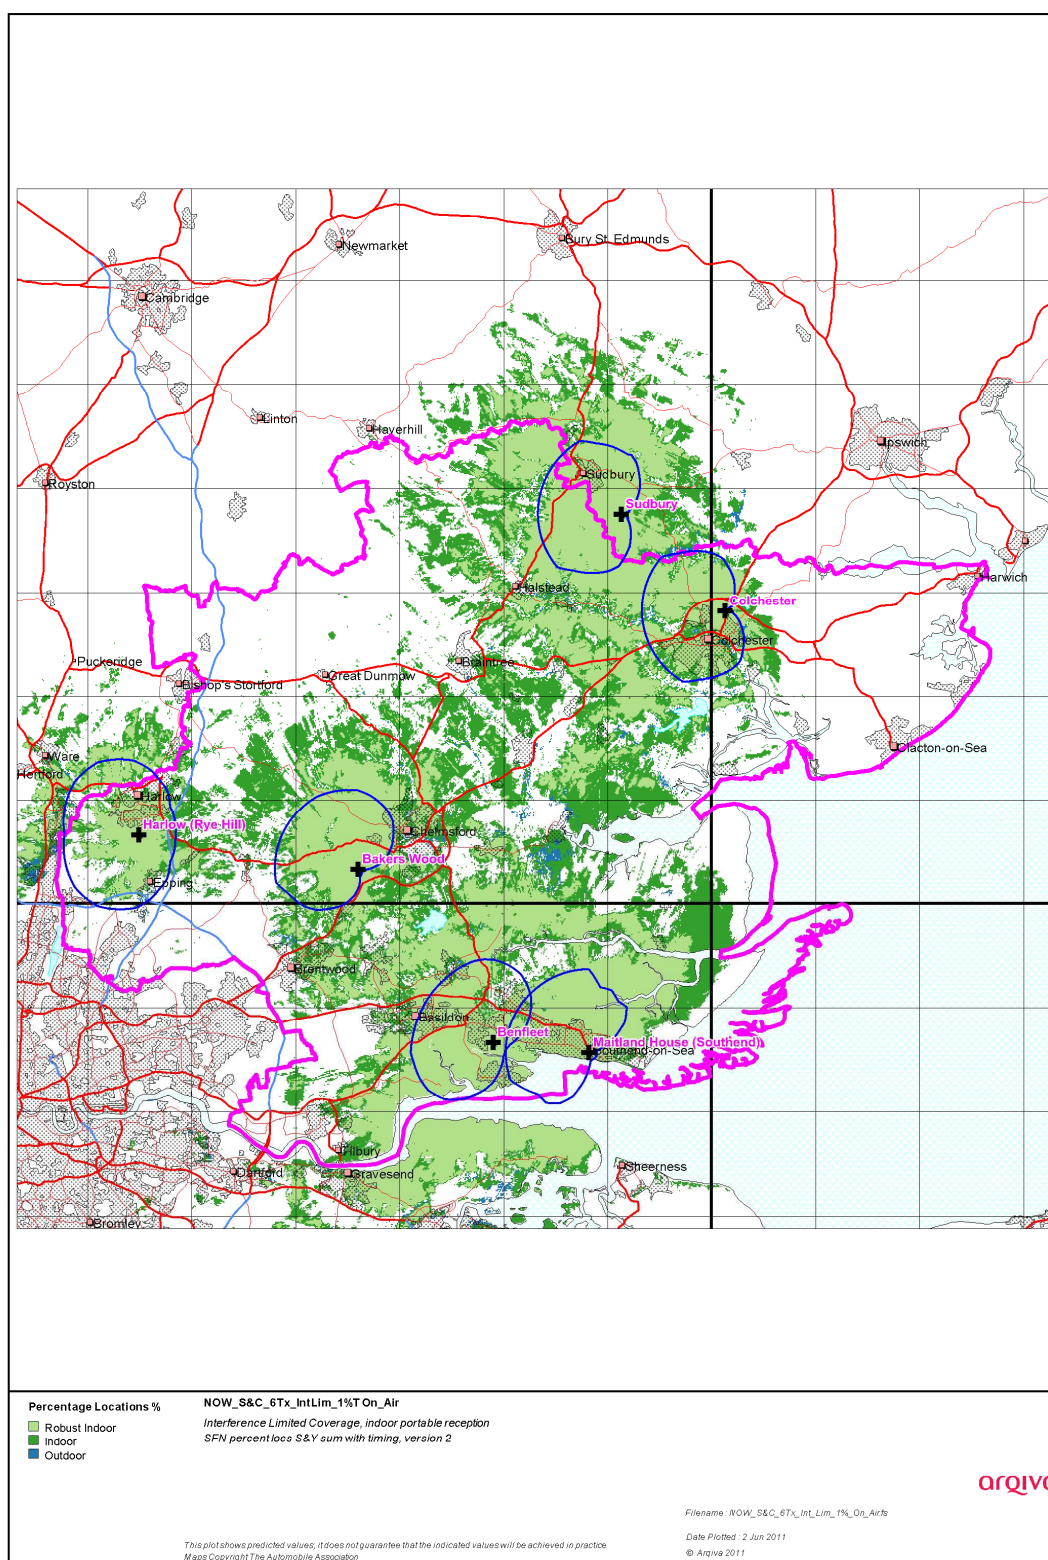 Newmarket
Bury St. Edmunds
Cambridge
Linton
Haverhill
Ipswich
Royston
Sudbury
Sudbury
Halstead
Harwich
Colchester
Colchester
Puckeridge
Braintree
Great Dunmow
Bishop's Stortford
Clacton-on-Sea
Ware
Hertford
Harlow
Harlow (Rye Hill)
Chelmsford
Bakers Wood
Epping
Brentwood
Basildon
Benfleet
Maitland House (Southend)
Southend-on-Sea
Tilbury
Dartford
Gravesend
Sheerness
Bromley
Percentage Locations %
Robust Indoor
Indoor
Outdoor
NOW_S&C_6Tx_IntLim_1%T On_Air
Interference Limited Coverage, indoor portable reception
SFN percent locs S&Y sum with timing, version 2
arqiva
Filename : NOW_S&C_6Tx_Int_Lim_1%_On_Air.fs
Date Plotted : 2 Jun 2011
© Arqiva 2011
This plot shows predicted values; it does not guarantee that the indicated values will be achieved in practice.
Maps Copyright The Automobile Association